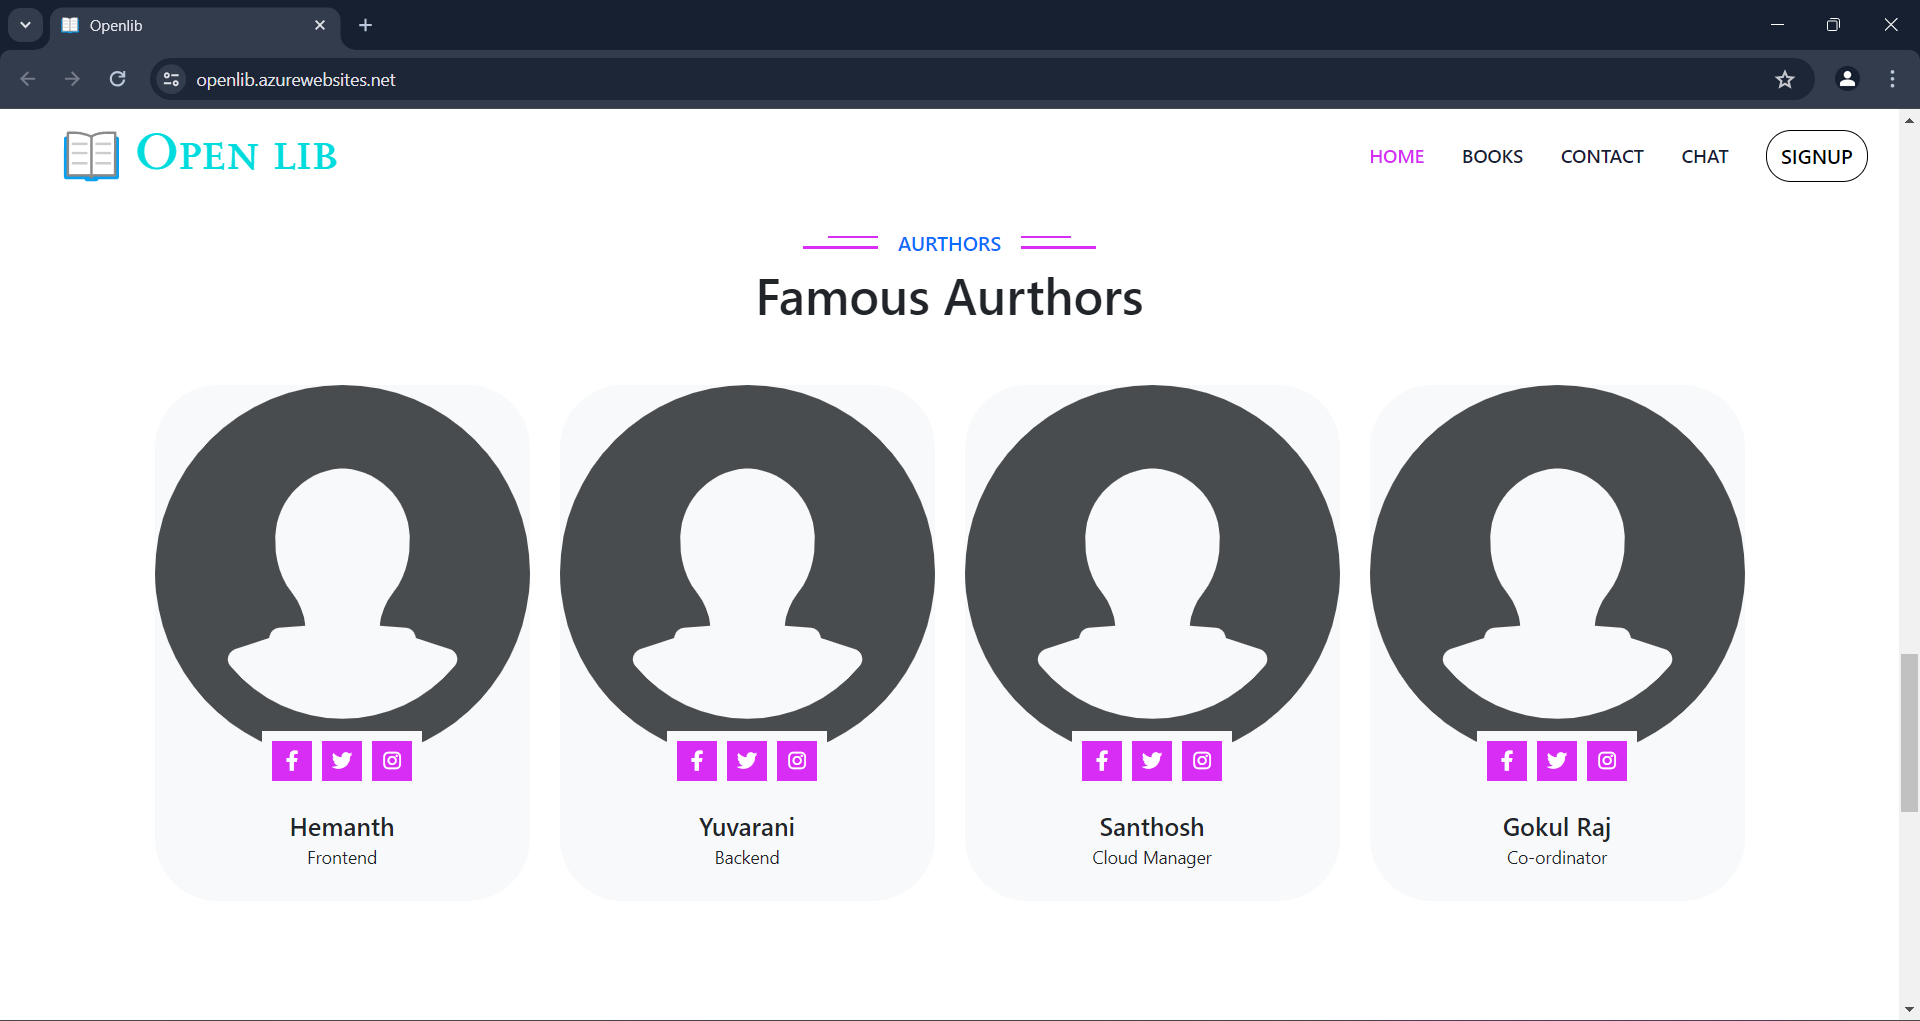 Openlib
openlib.azurewebsites.net
OPEN LIB
HOME BOOKS CONTACT CHAT SIGNUP
AURTHORS
Famous Aurthors
Hemanth
Frontend
Yuvarani
Backend
Santhosh
Cloud Manager
Gokul Raj
Co-ordinator